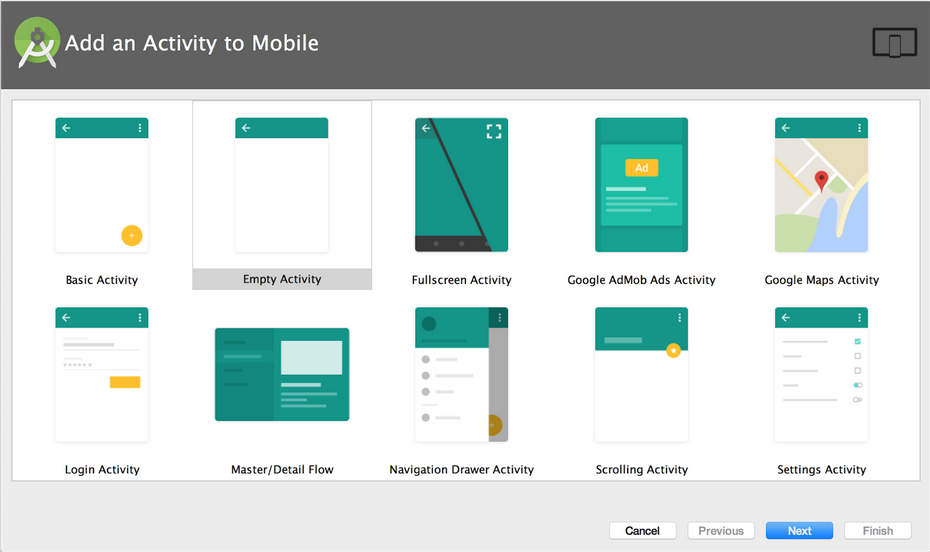 Add an Activity to Mobile
Ad
Basic Activity
Empty Activity
Fullscreen Activity
Google AdMob Ads Activity
Google Maps Activity
Login Activity
Master/Detail Flow
Navigation Drawer Activity
Scrolling Activity
Settings Activity
Cancel
Previous
Next
Finish